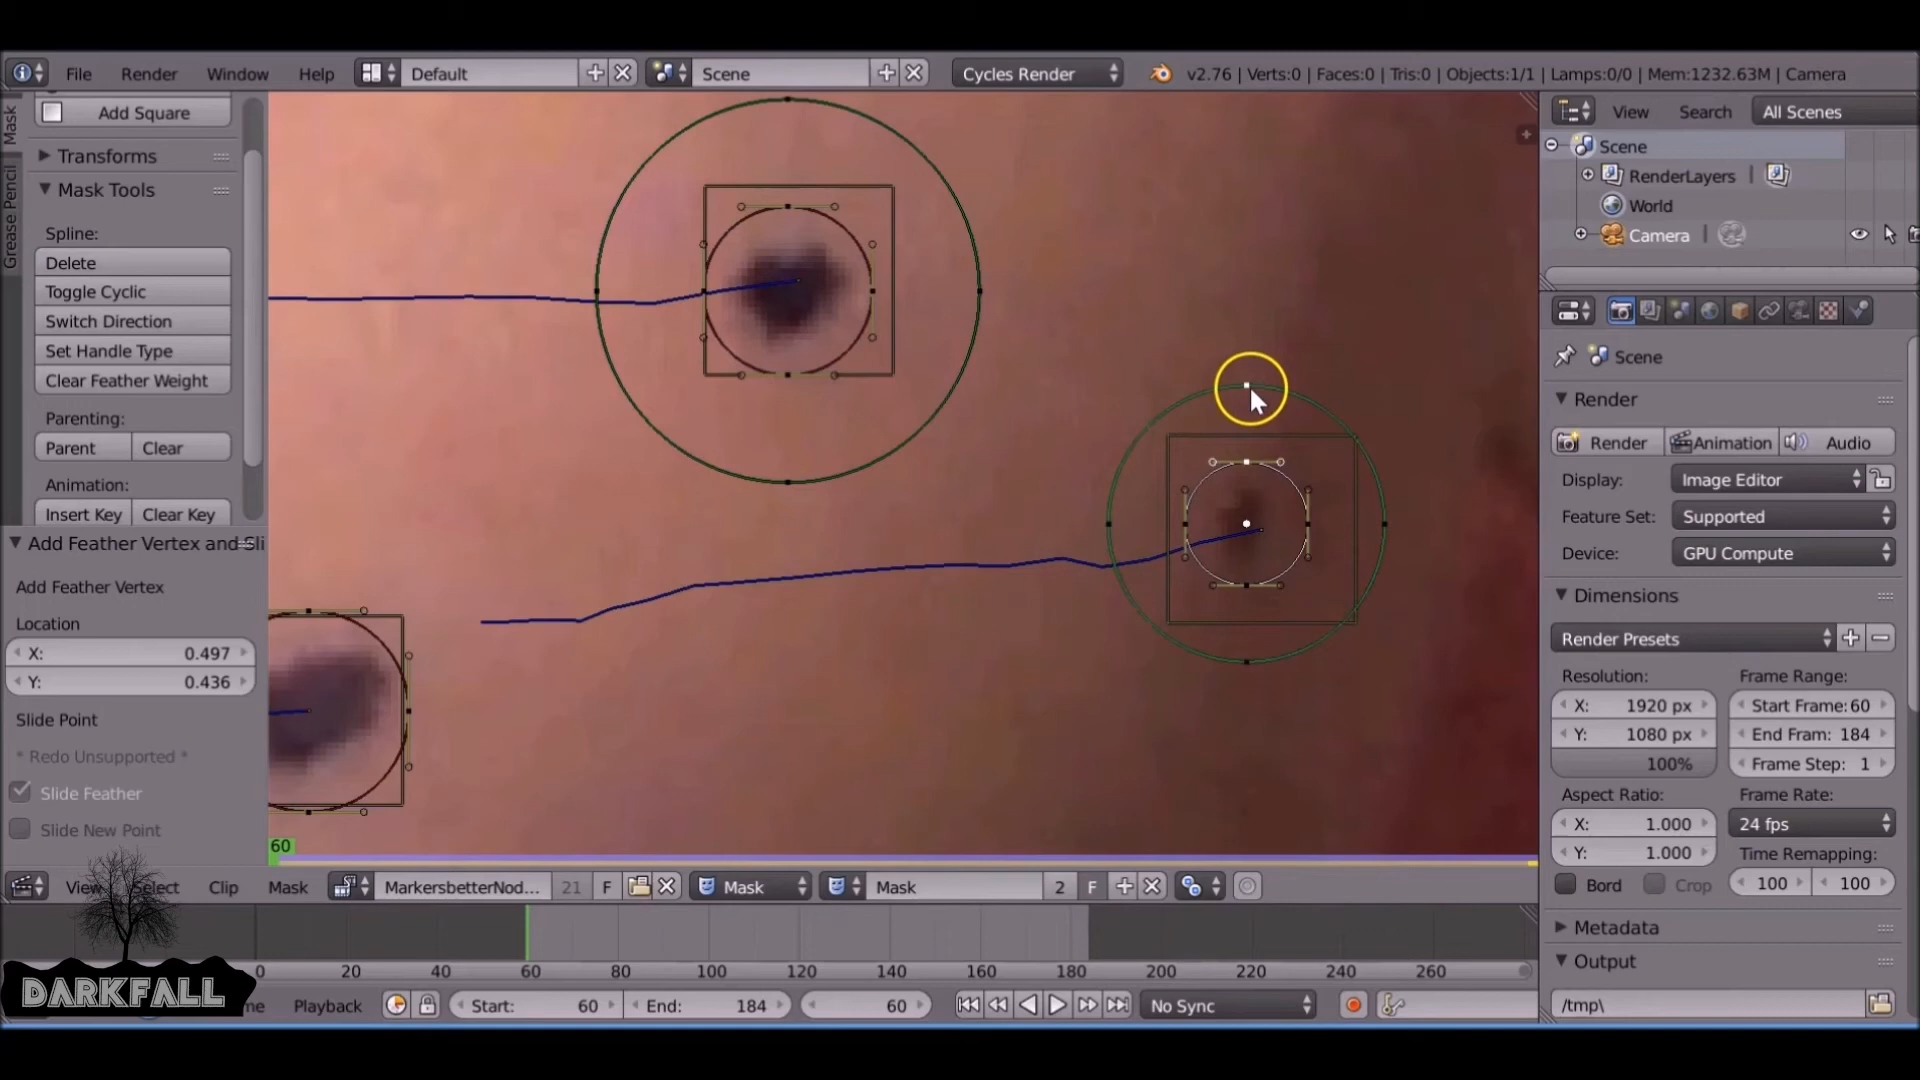 File Render Window Help Default Scene Cycles Render v2.76 | Verts:0 | Faces:0 | Tris:0 | Objects:1/1 | Lamps:0/0 | Mem:1232.63M | Camera
Mask
Grease Pencil
Add Square
Transforms
Mask Tools
Spline:
Delete
Toggle Cyclic
Switch Direction
Set Handle Type
Clear Feather Weight
Parenting:
Parent Clear
Animation:
Insert Key Clear Key
Add Feather Vertex and Sli
Add Feather Vertex
Location
X: 0.497
Y: 0.436
Slide Point
* Redo Unsupported *
Slide Feather
Slide New Point
60
View Select Clip Mask MarkersbetterNod... 21 F Mask Mask 2 F
0 20 40 60 80 100 120 140 160 180 200 220 240 260
DARKFALL
me Playback Start: 60 End: 184 60 No Sync
View Search All Scenes
Scene
RenderLayers
World
Camera
Scene
Render
Render Animation Audio
Display: Image Editor
Feature Set: Supported
Device: GPU Compute
Dimensions
Render Presets
Resolution: Frame Range:
X: 1920 px Start Frame: 60
Y: 1080 px End Fram: 184
100% Frame Step: 1
Aspect Ratio: Frame Rate:
X: 1.000 24 fps
Y: 1.000 Time Remapping:
Bord Crop 100 100
Metadata
Output
/tmp\